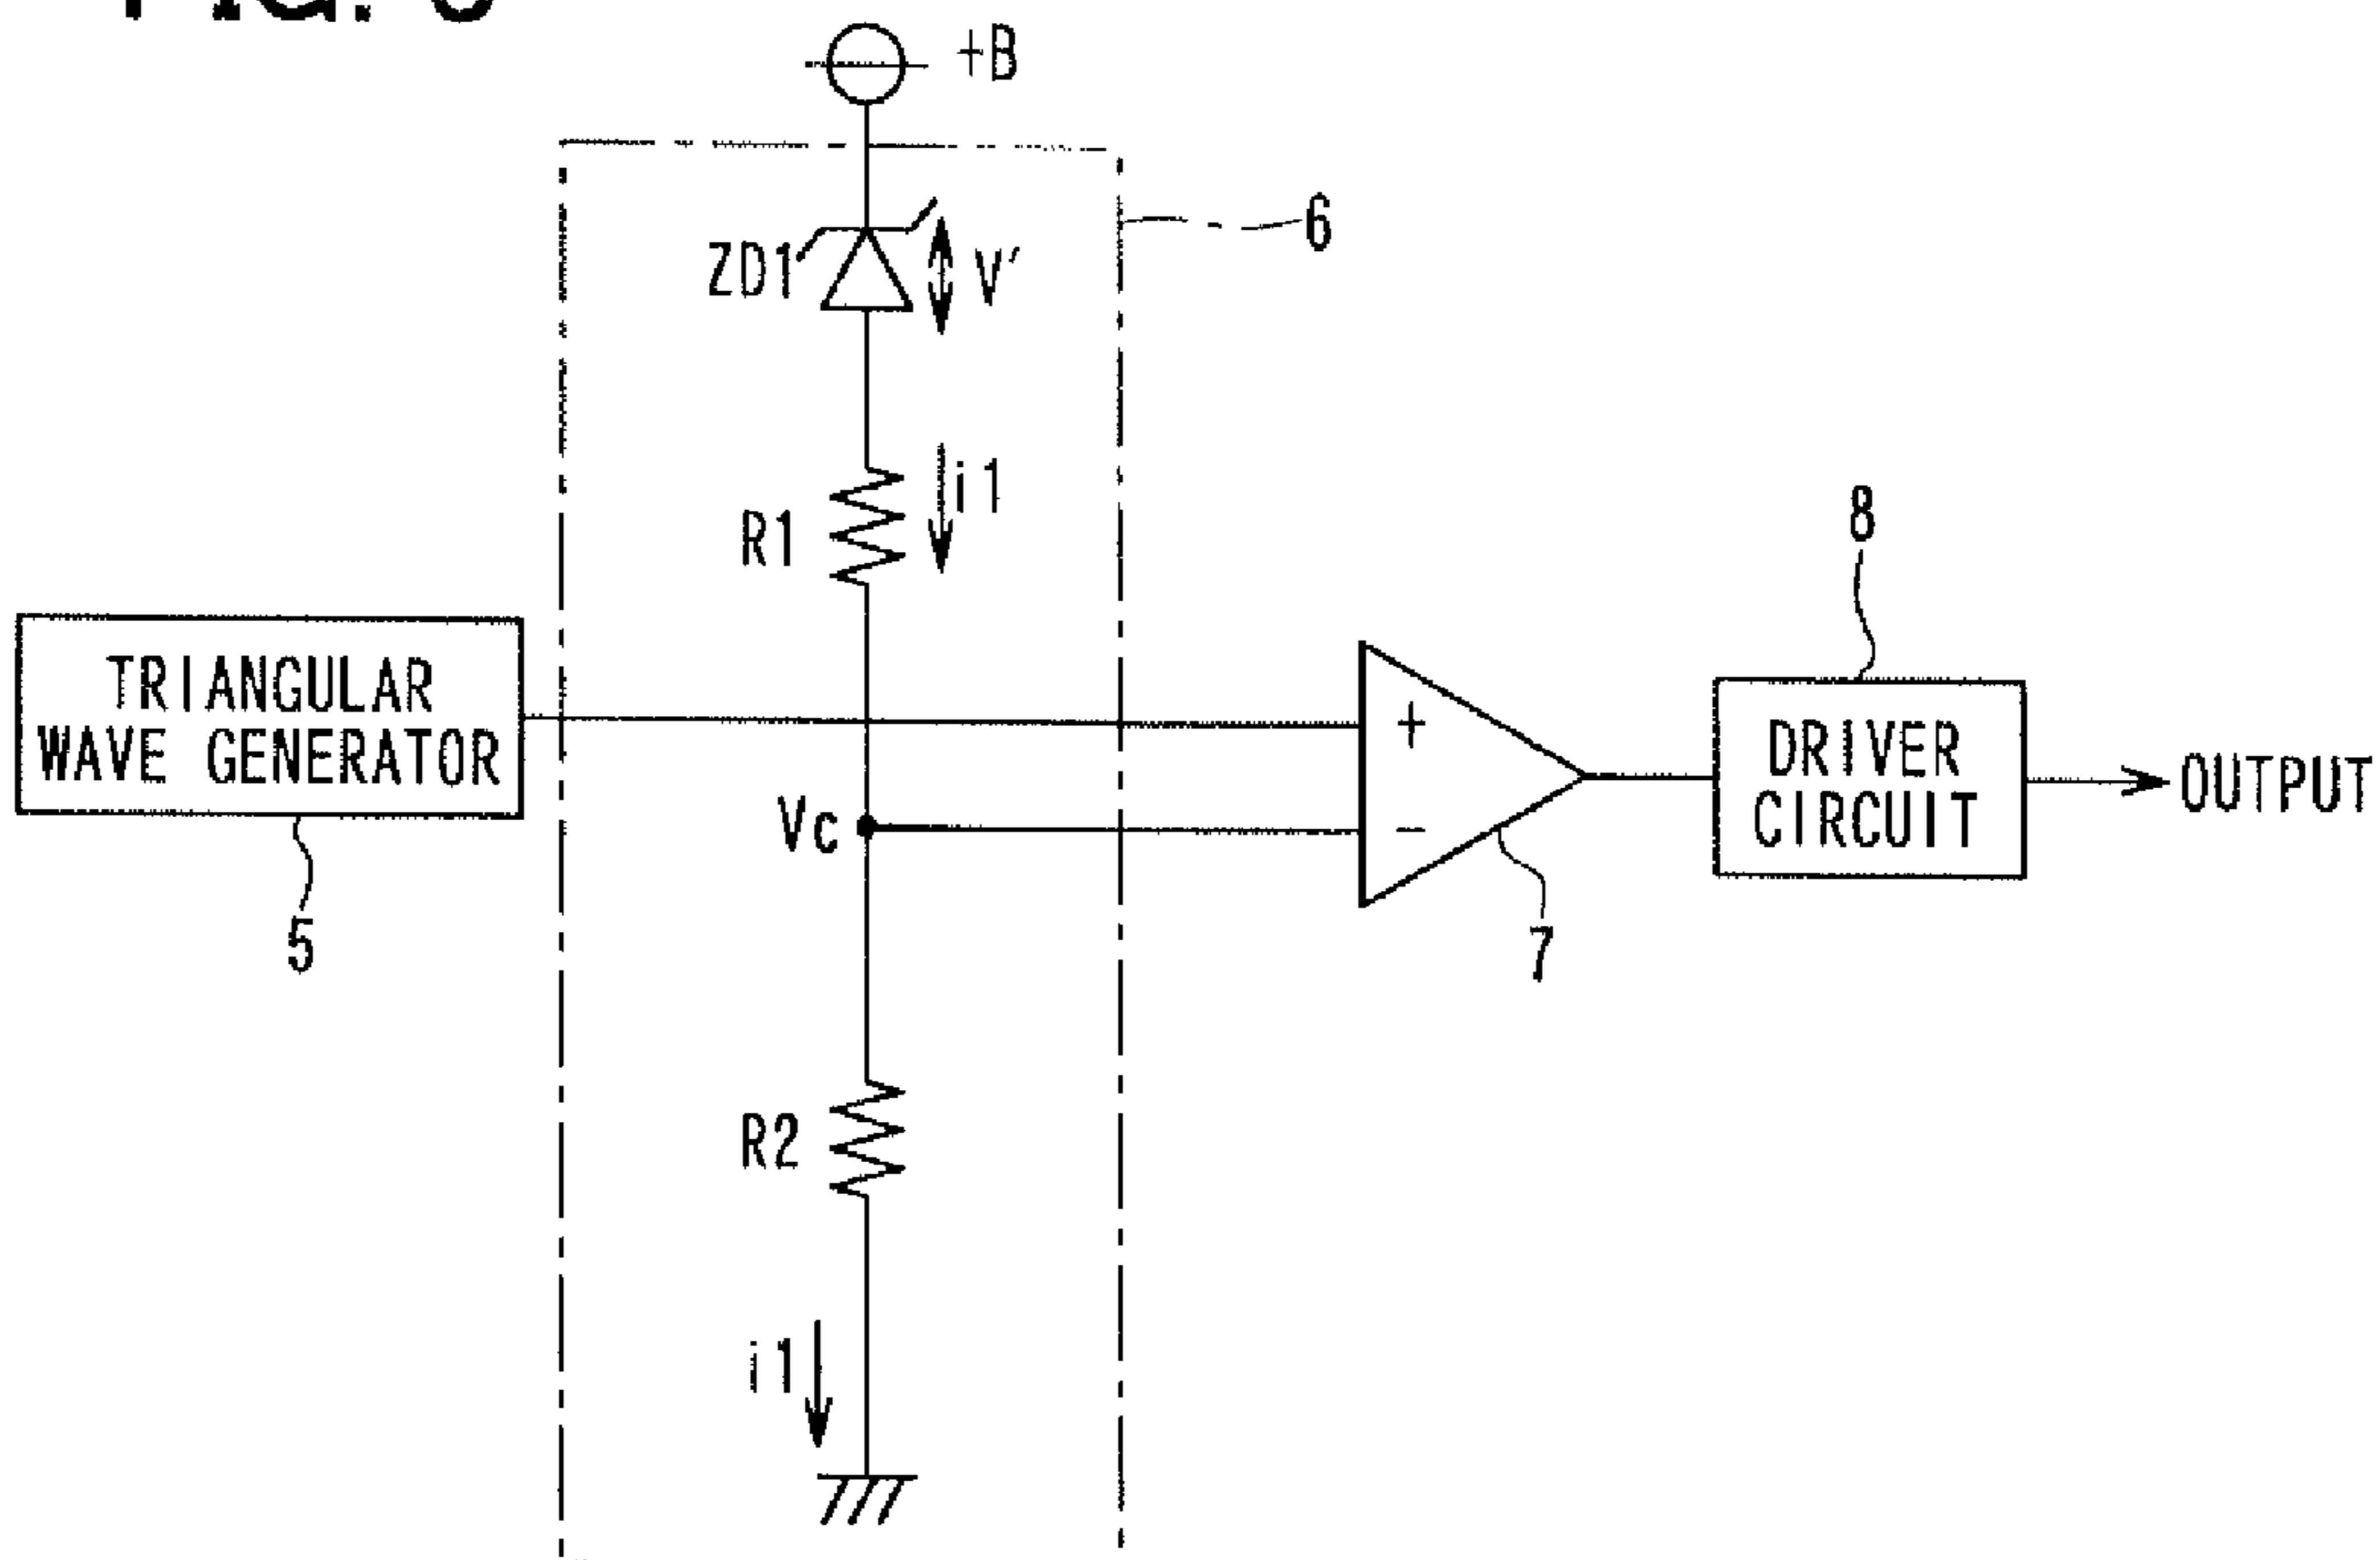 +B
6
ZD1
V'
i1
R1
8
TRIANGULAR
WAVE GENERATOR
+
DRIVER
CIRCUIT
OUTPUT
Vc
−
5
7
R2
i1